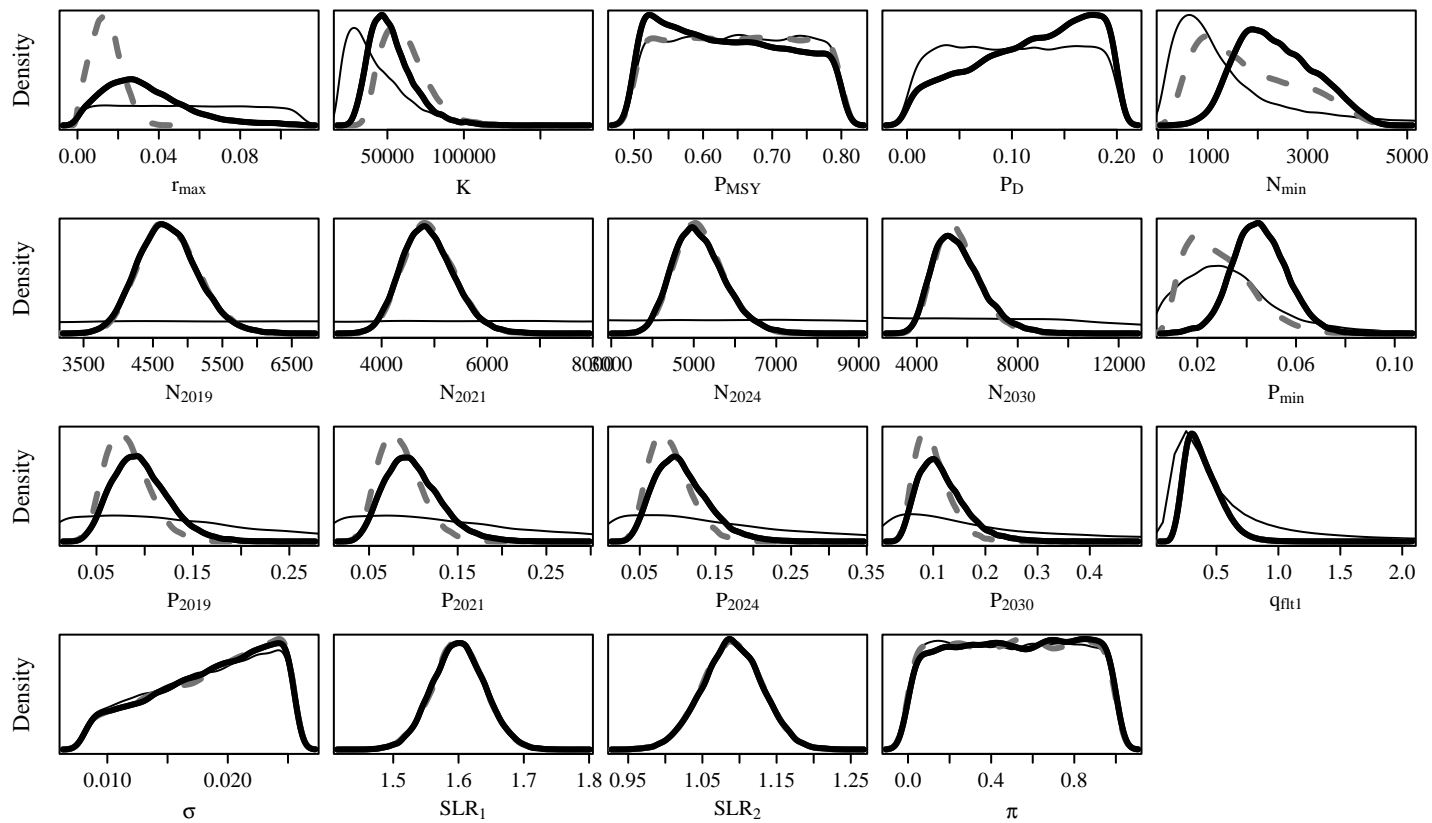 Density
0.00 0.04 0.08
r_max
50000 100000
K
0.50 0.60 0.70 0.80
P_MSY
0.00 0.10 0.20
P_D
0 1000 3000 5000
N_min
Density
3500 4500 5500 6500
N_2019
4000 6000 8000
N_2021
3000 5000 7000 9000
N_2024
4000 8000 12000
N_2030
0.02 0.06 0.10
P_min
Density
0.05 0.15 0.25
P_2019
0.05 0.15 0.25
P_2021
0.05 0.15 0.25 0.35
P_2024
0.1 0.2 0.3 0.4
P_2030
0.5 1.0 1.5 2.0
q_flt1
Density
0.010 0.020
σ
1.5 1.6 1.7 1.8
SLR_1
0.95 1.05 1.15 1.25
SLR_2
0.0 0.4 0.8
π